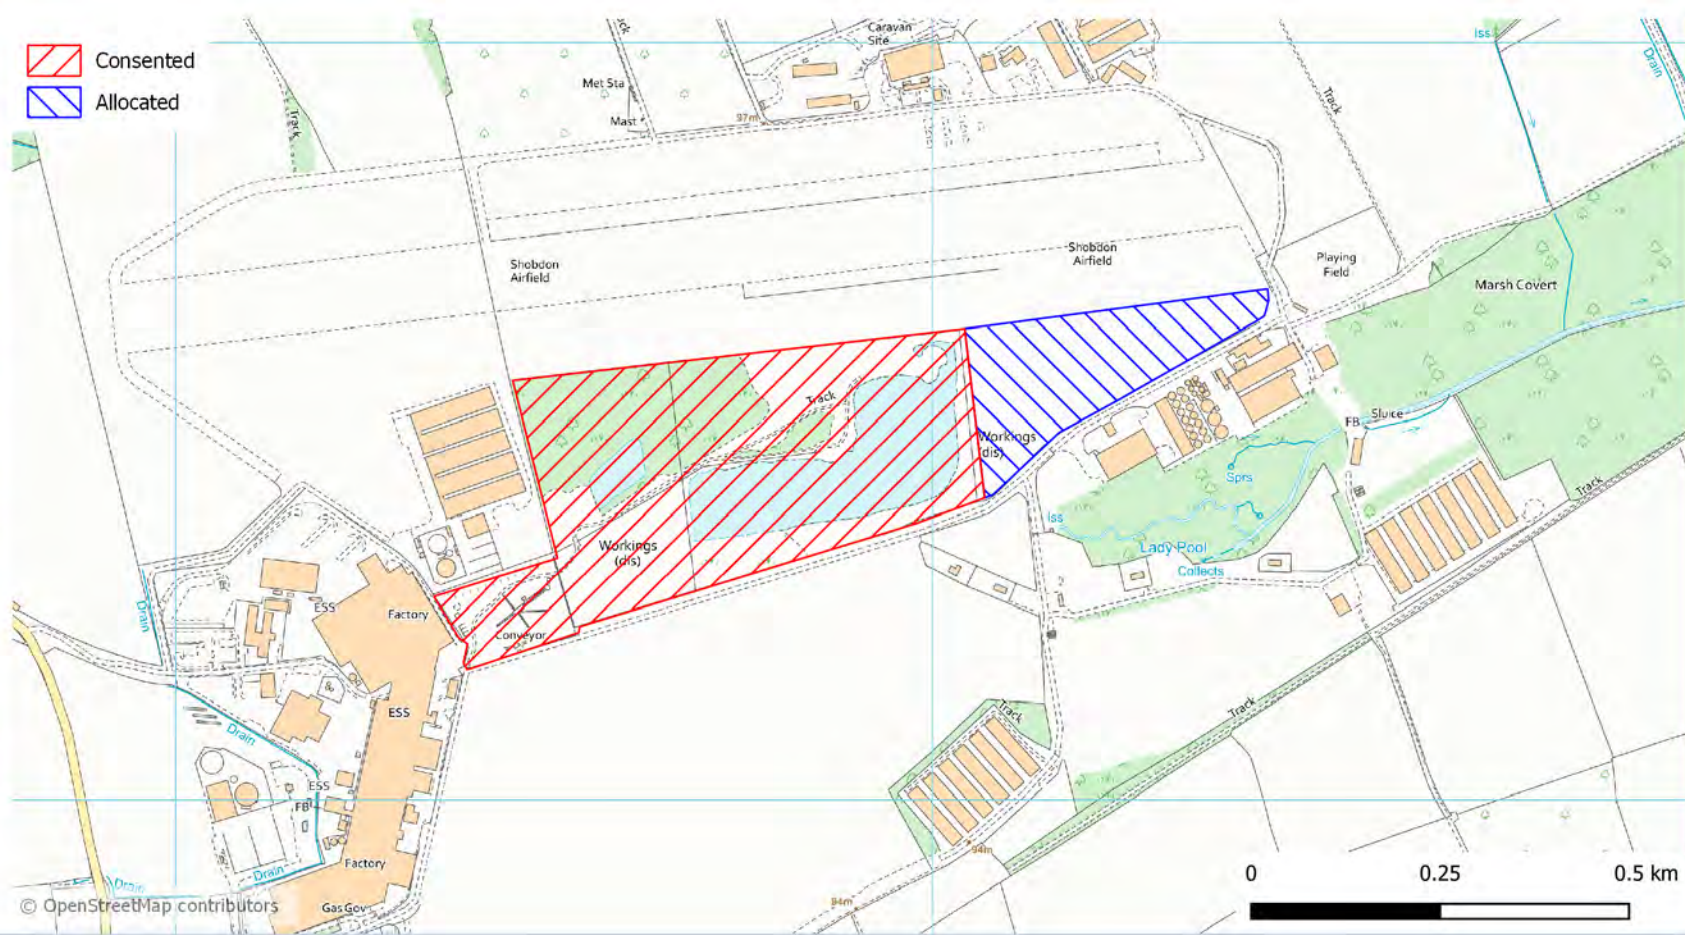 Consented
Allocated
Track
Met Sta
Mast
97m
Caravan
Site
Track
Iss
Drain
Shobdon
Airfield
Shobdon
Airfield
Playing
Field
Marsh Covert
Track
Workings
(dis)
Sluice
FB
Sprs
Track
Iss
Lady Pool
Collects
Workings
(dis)
Drain
ESS
Factory
Conveyor
ESS
Track
Track
Drain
ESS
FB
Factory
94m
Drain
Drain
© OpenStreetMap contributors
Gas Gov
94m
0
0.25
0.5 km